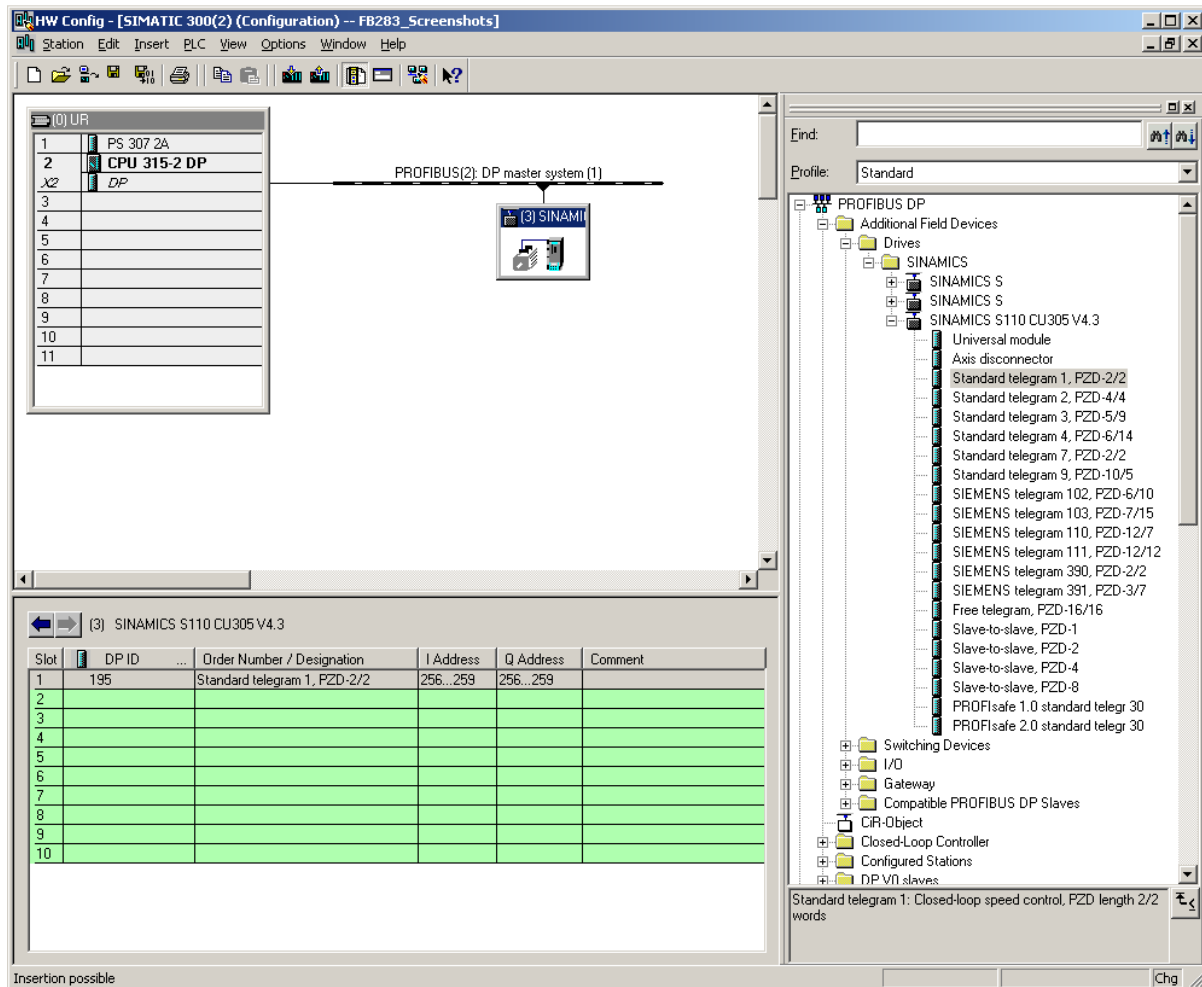 HW Config - [SIMATIC 300(2) (Configuration) -- FB283_Screenshots]
Station Edit Insert PLC View Options Window Help
(0) UR
1 PS 307 2A
2 CPU 315-2 DP
X2 DP
3
4
5
6
7
8
9
10
11
PROFIBUS(2): DP master system (1)
(3) SINAMI
Find:
Profile: Standard
PROFIBUS DP
Additional Field Devices
Drives
SINAMICS
SINAMICS S
SINAMICS S
SINAMICS S110 CU305 V4.3
Universal module
Axis disconnector
Standard telegram 1, PZD-2/2
Standard telegram 2, PZD-4/4
Standard telegram 3, PZD-5/9
Standard telegram 4, PZD-6/14
Standard telegram 7, PZD-2/2
Standard telegram 9, PZD-10/5
SIEMENS telegram 102, PZD-6/10
SIEMENS telegram 103, PZD-7/15
SIEMENS telegram 110, PZD-12/7
SIEMENS telegram 111, PZD-12/12
SIEMENS telegram 390, PZD-2/2
SIEMENS telegram 391, PZD-3/7
Free telegram, PZD-16/16
Slave-to-slave, PZD-1
Slave-to-slave, PZD-2
Slave-to-slave, PZD-4
Slave-to-slave, PZD-8
PROFIsafe 1.0 standard telegr 30
PROFIsafe 2.0 standard telegr 30
Switching Devices
I/O
Gateway
Compatible PROFIBUS DP Slaves
CiR-Object
Closed-Loop Controller
Configured Stations
DP V0 slaves
Standard telegram 1: Closed-loop speed control, PZD length 2/2
words
(3) SINAMICS S110 CU305 V4.3
Slot DP ID ... Order Number / Designation I Address Q Address Comment
1 195 Standard telegram 1, PZD-2/2 256...259 256...259
2
3
4
5
6
7
8
9
10
Insertion possible
Chg